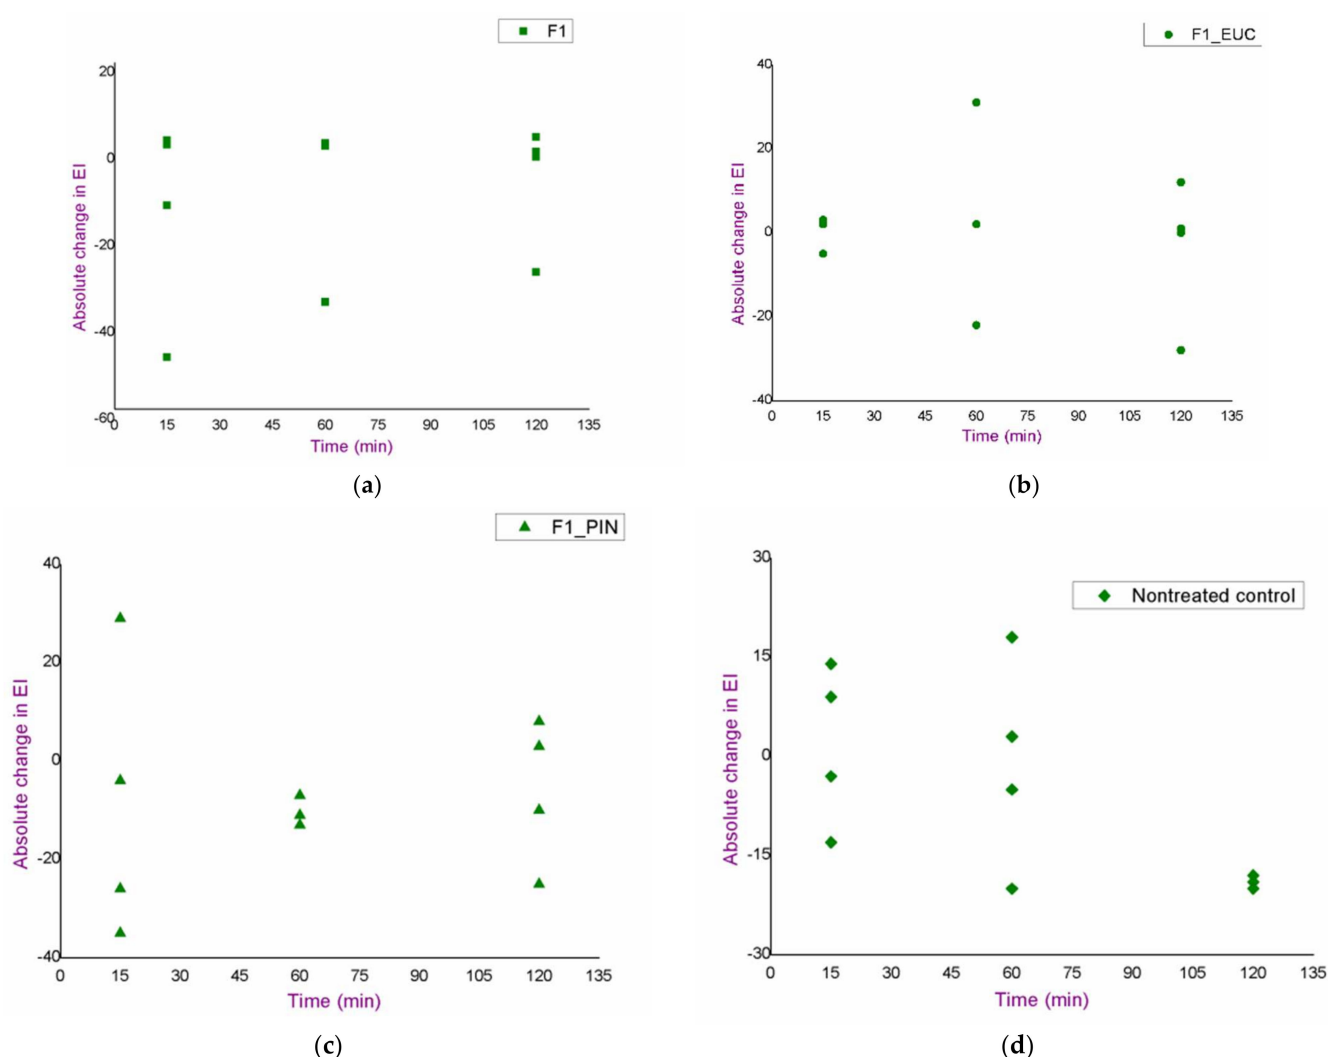 F1
20
0
-20
-40
-60
Absolute change in EI
0 15 30 45 60 75 90 105 120 135
Time (min)
(a)
F1_EUC
40
20
0
-20
-40
Absolute change in EI
0 15 30 45 60 75 90 105 120 135
Time (min)
(b)
F1_PIN
40
20
0
-20
-40
Absolute change in EI
0 15 30 45 60 75 90 105 120 135
Time (min)
(c)
Nontreated control
30
15
0
-15
-30
Absolute change in EI
0 15 30 45 60 75 90 105 120 135
Time (min)
(d)